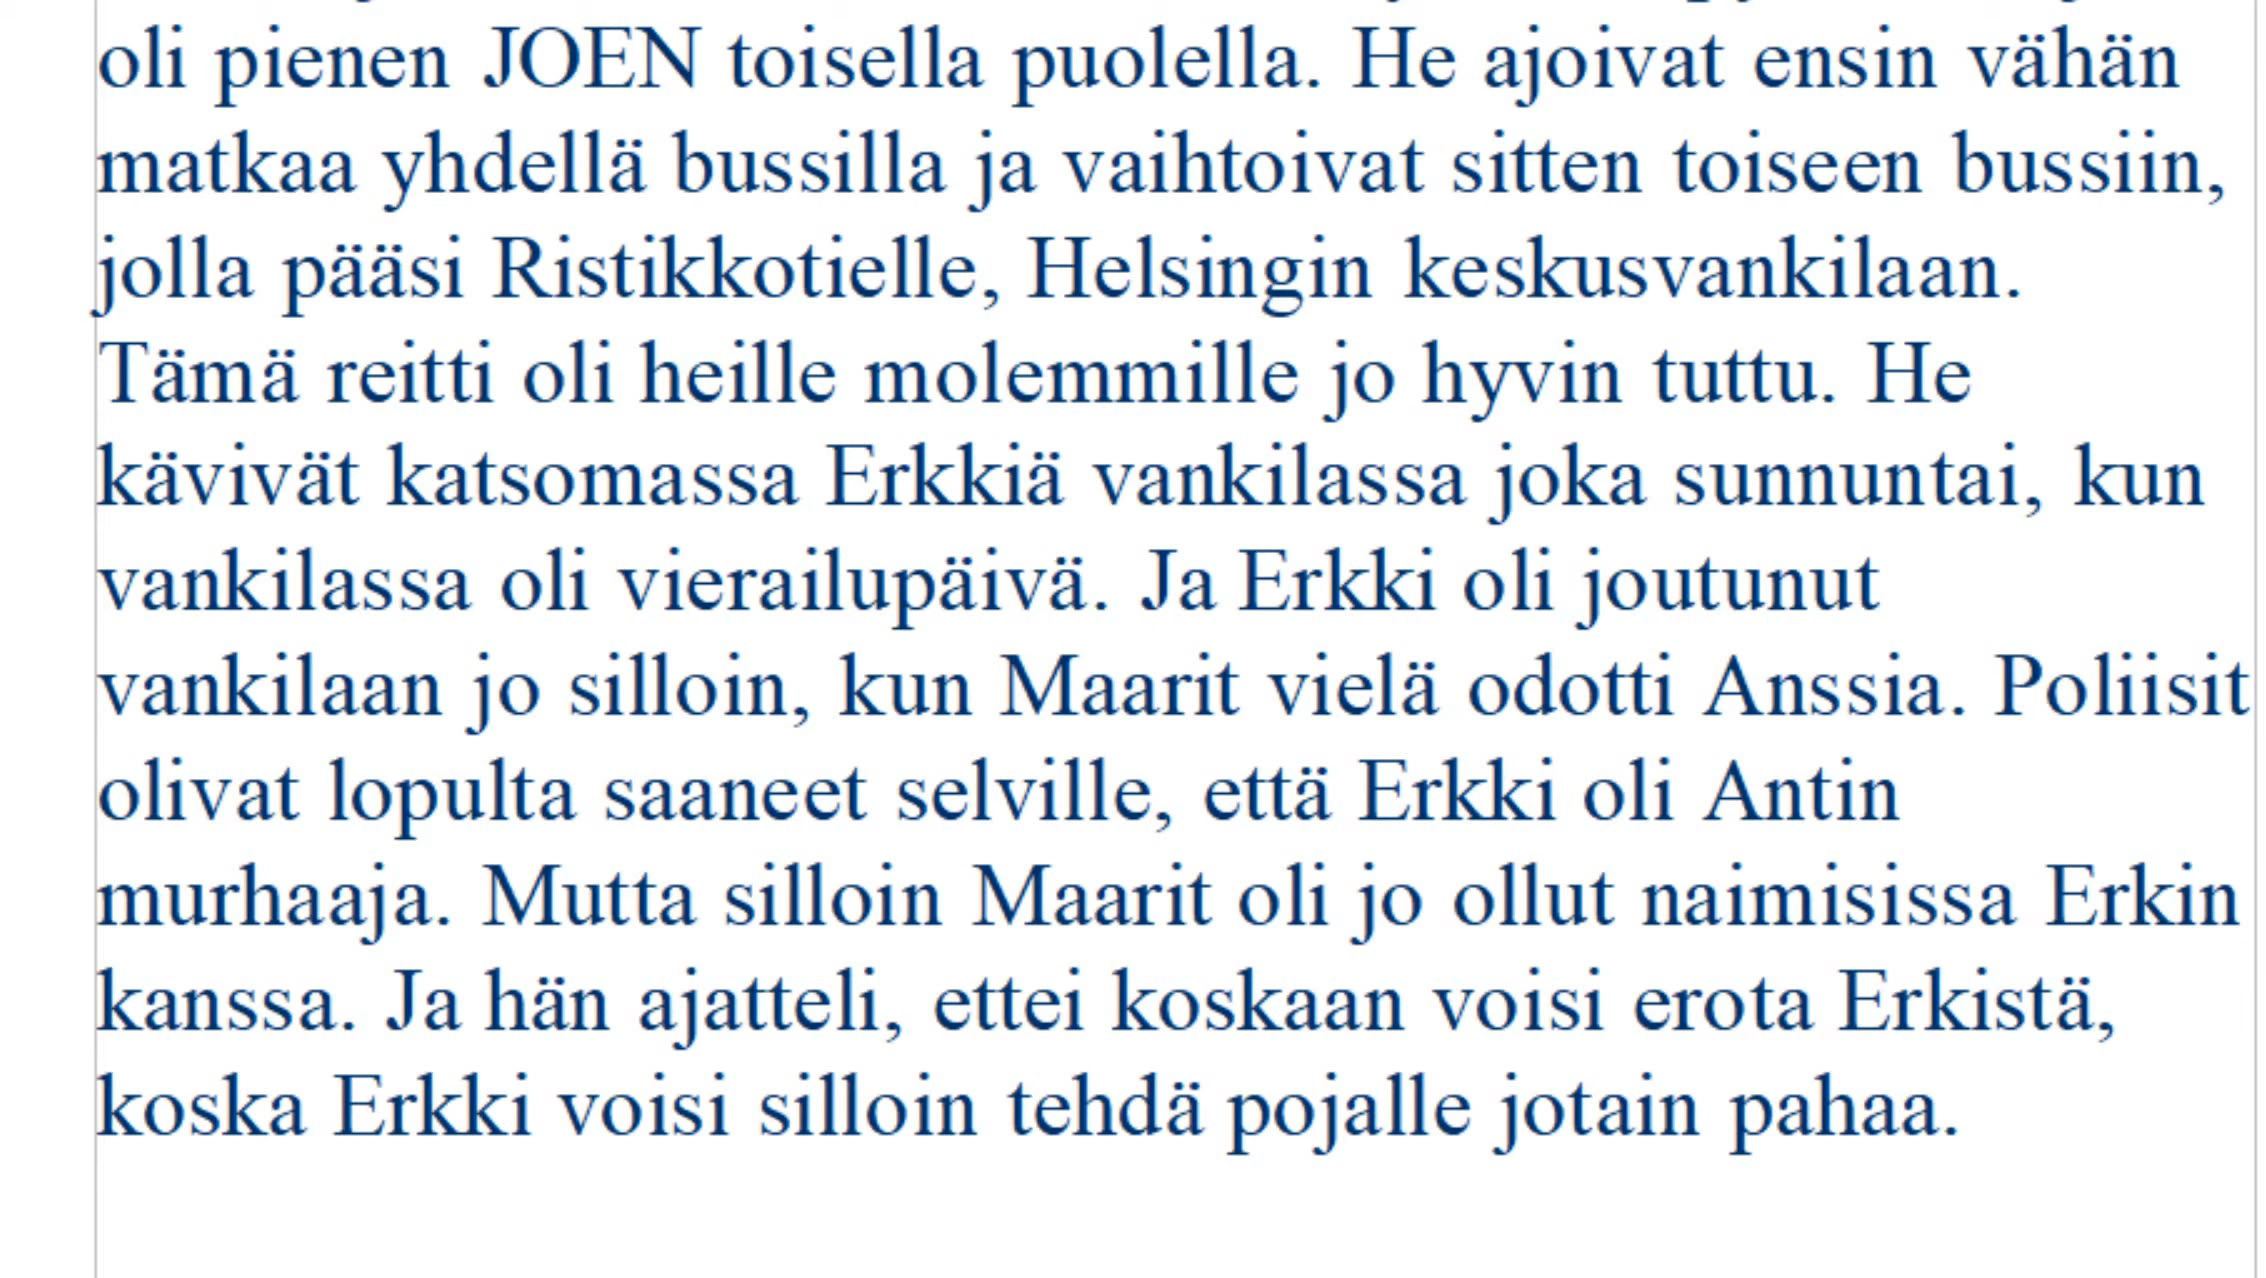 oli pienen JOEN toisella puolella. He ajoivat ensin vähän
matkaa yhdellä bussilla ja vaihtoivat sitten toiseen bussiin,
jolla pääsi Ristikkotielle, Helsingin keskusvankilaan.
Tämä reitti oli heille molemmille jo hyvin tuttu. He
kävivät katsomassa Erkkiä vankilassa joka sunnuntai, kun
vankilassa oli vierailupäivä. Ja Erkki oli joutunut
vankilaan jo silloin, kun Maarit vielä odotti Anssia. Poliisit
olivat lopulta saaneet selville, että Erkki oli Antin
murhaaja. Mutta silloin Maarit oli jo ollut naimisissa Erkin
kanssa. Ja hän ajatteli, ettei koskaan voisi erota Erkistä,
koska Erkki voisi silloin tehdä pojalle jotain pahaa.